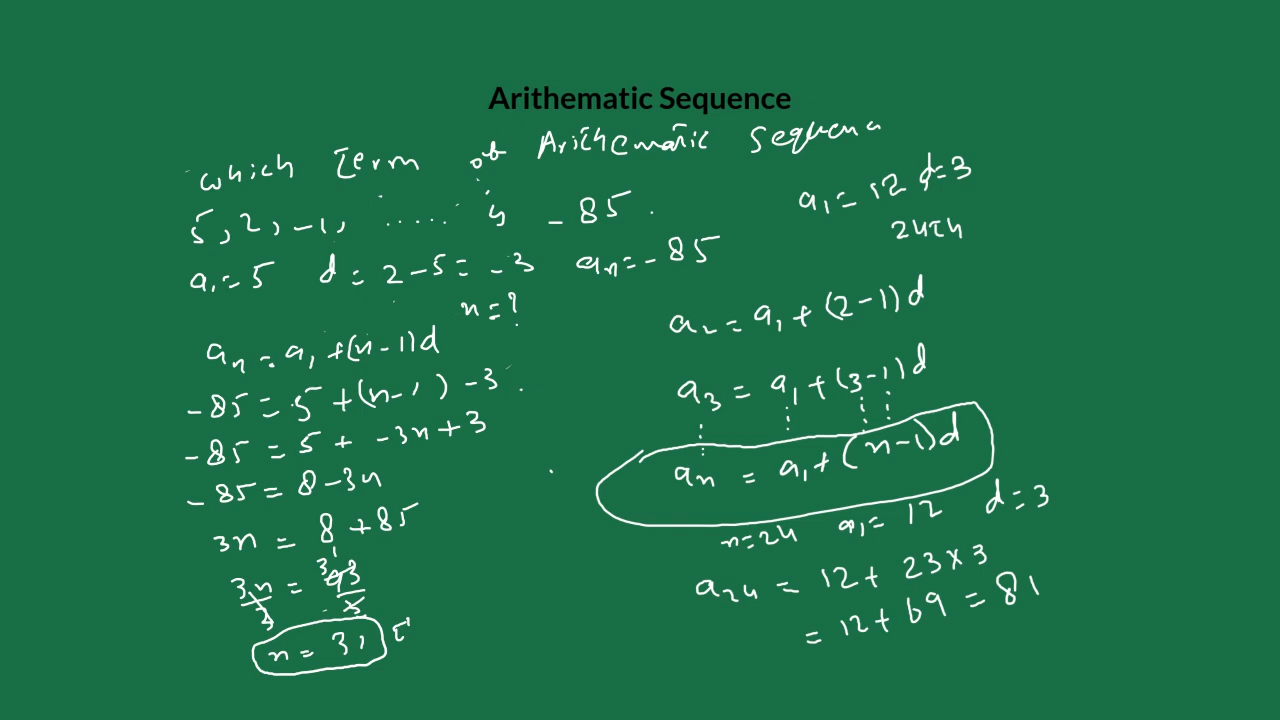 Arithematic Sequence
which Term of Arithematic Sequenc
5, 2, -1, ...... is -85.
a₁ = 5 d = 2-5 = -3 aₙ = -85
n = ?
aₙ = a₁ + (n-1)d
-85 = 5 + (n-1) -3
-85 = 5 + -3n+3
-85 = 8-3n
3n = 8+85
3n/3 = 93/3
31
n = 31
a₁ = 12 d=3
a₂ = a₁ + (2-1)d
a₃ = a₁ + (3-1)d
aₙ = a₁ + (n-1)d
n=24 a₁ = 12 d=3
a₂₄ = 12 + 23×3
= 12 + 69 = 81